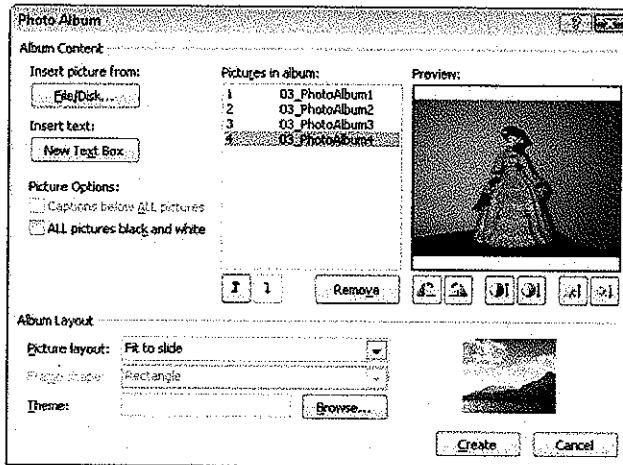 Photo Album
Album Content
Insert picture from:
File/Disk...
Insert text:
New Text Box
Picture Options:
Captions below ALL pictures
ALL pictures black and white
Pictures in album:
1 03_PhotoAlbum1
2 03_PhotoAlbum2
3 03_PhotoAlbum3
4 03_PhotoAlbum4
Remove
Preview:
Album Layout
Picture layout: Fit to slide
Frame shape: Rectangle
Theme:
Browse...
Create
Cancel